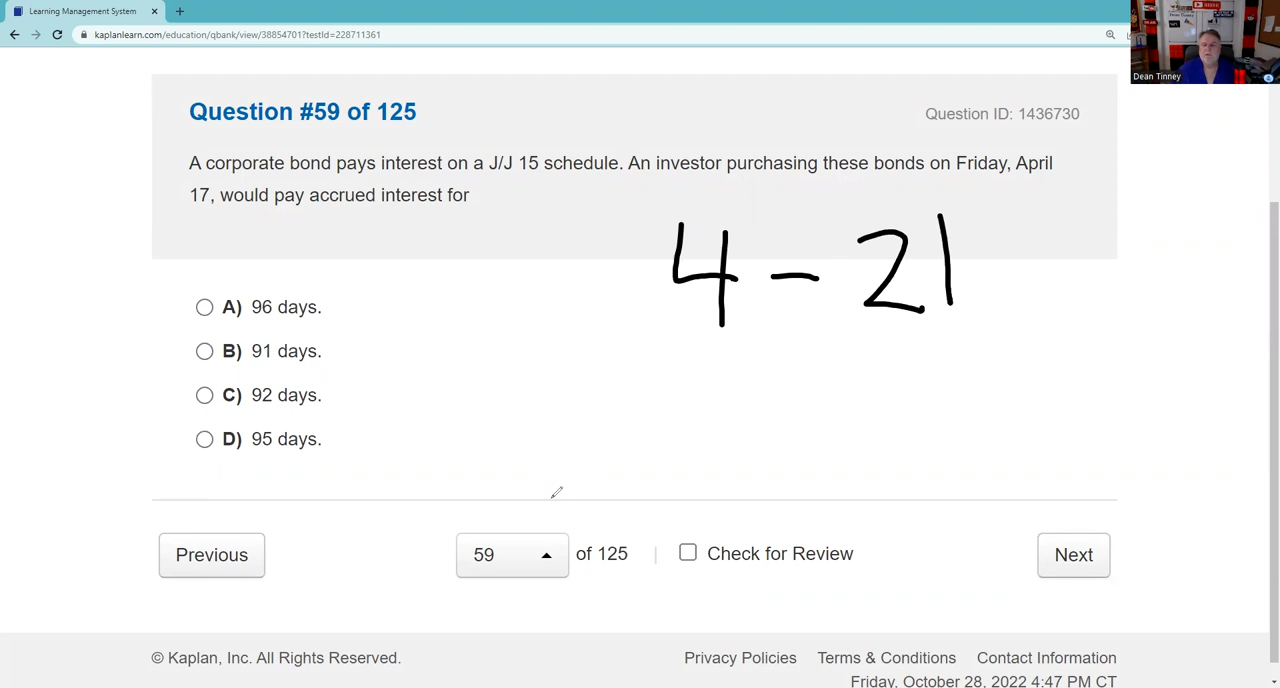 Learning Management System
kaplanlearn.com/education/qbank/view/38854701?testId=228711361
Dean Tinney
Question #59 of 125
Question ID: 1436730
A corporate bond pays interest on a J/J 15 schedule. An investor purchasing these bonds on Friday, April
17, would pay accrued interest for
4 - 21
A) 96 days.
B) 91 days.
C) 92 days.
D) 95 days.
Previous
59
of 125
Check for Review
Next
© Kaplan, Inc. All Rights Reserved.
Privacy Policies
Terms & Conditions
Contact Information
Friday, October 28, 2022 4:47 PM CT